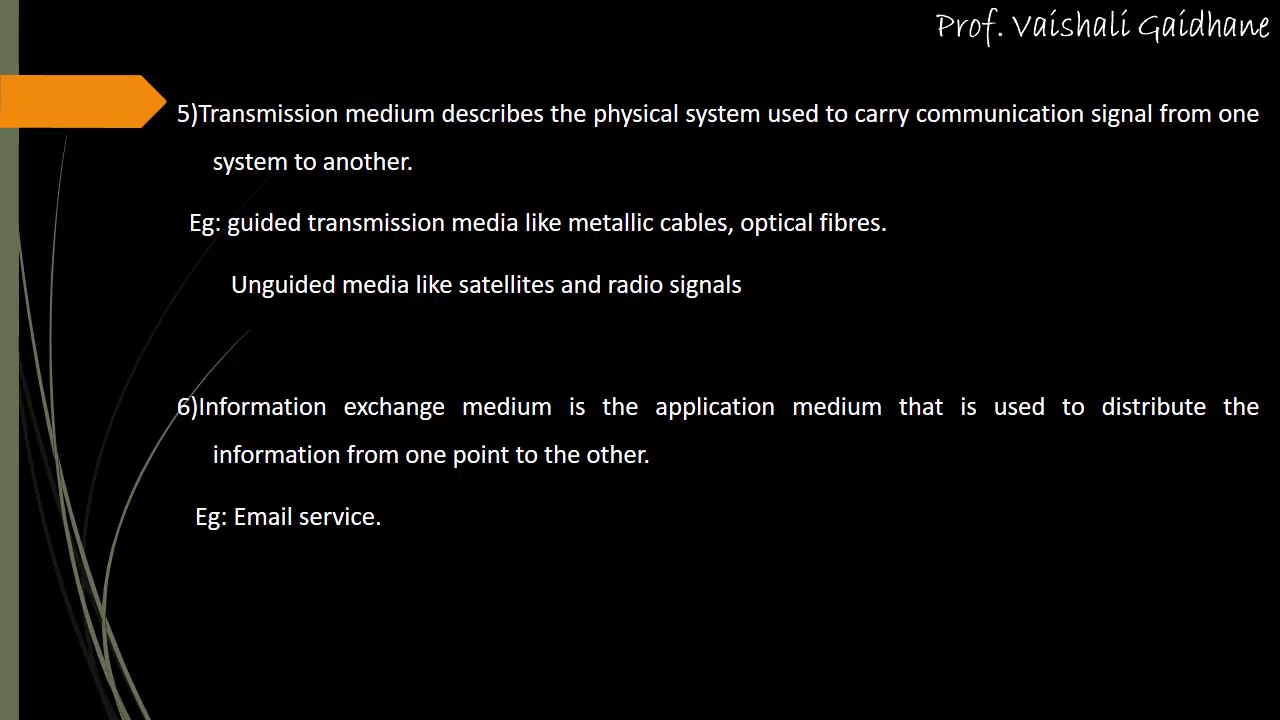 Prof. Vaishali Gaidhane
5)Transmission medium describes the physical system used to carry communication signal from one
system to another.
Eg: guided transmission media like metallic cables, optical fibres.
Unguided media like satellites and radio signals
6)Information exchange medium is the application medium that is used to distribute the
information from one point to the other.
Eg: Email service.